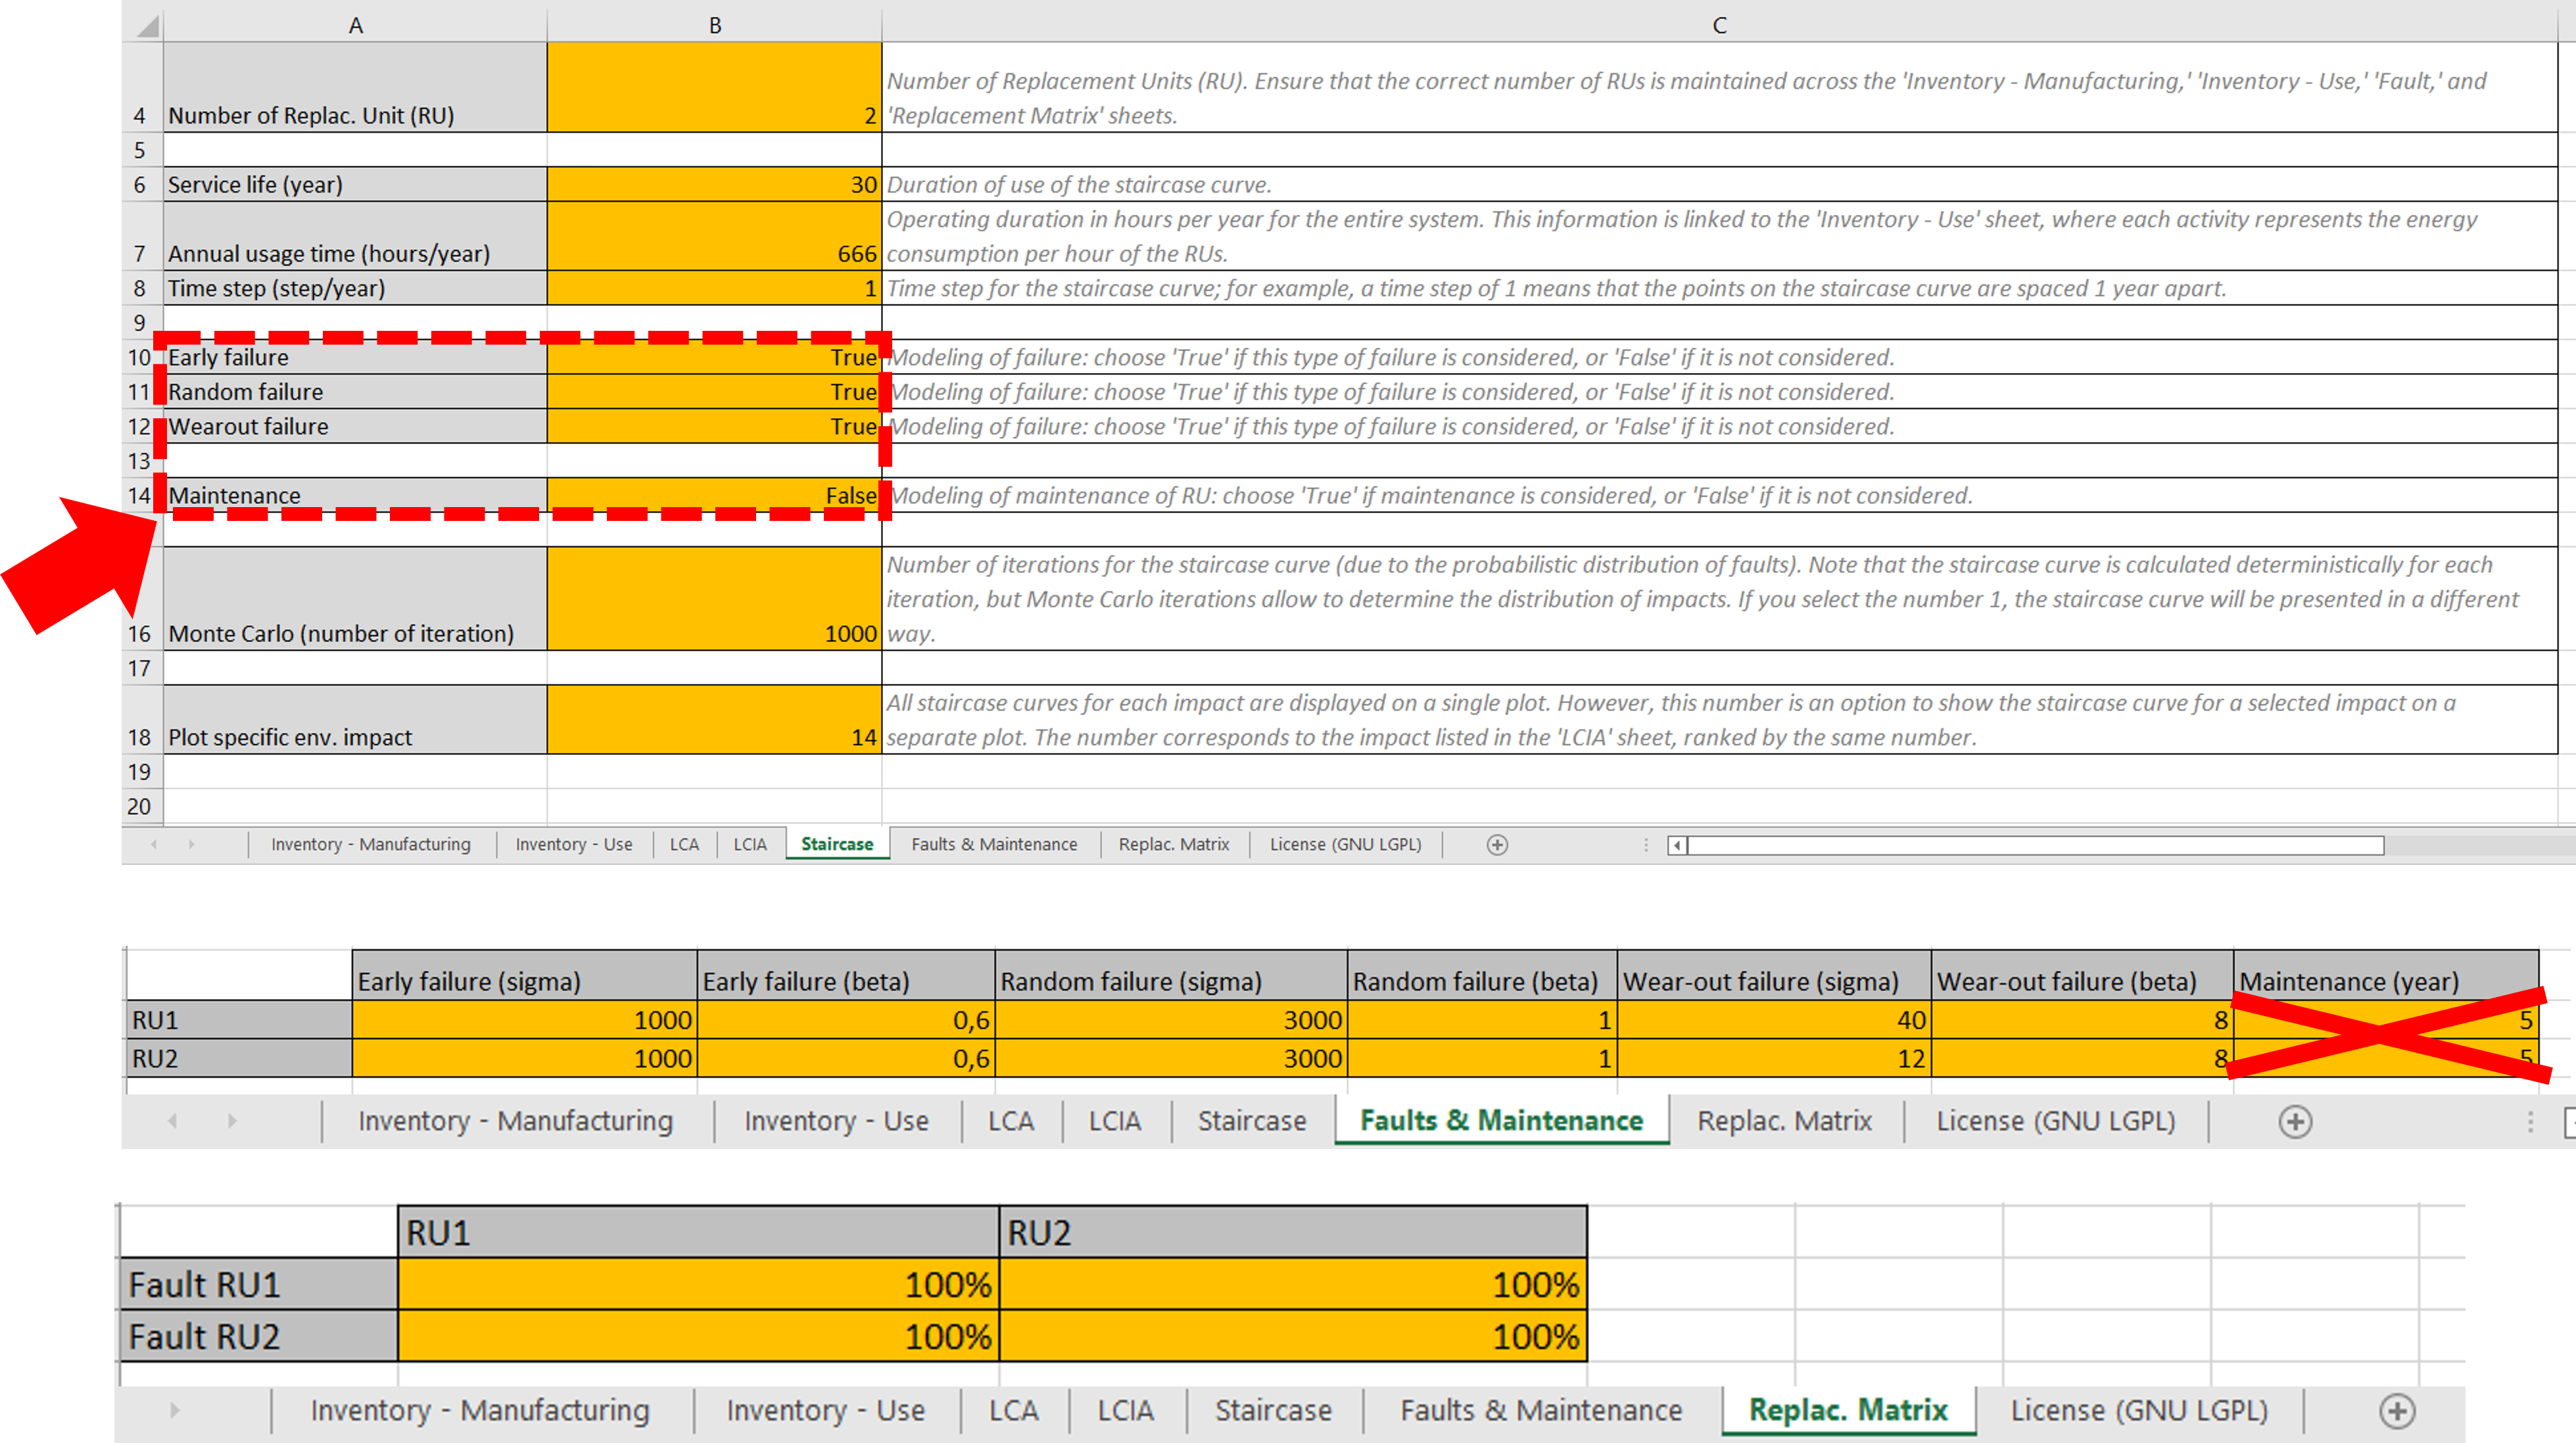 A B C
4 Number of Replac. Unit (RU) 2 Number of Replacement Units (RU). Ensure that the correct number of RUs is maintained across the 'Inventory - Manufacturing,' 'Inventory - Use,' 'Fault,' and
'Replacement Matrix' sheets.
5
6 Service life (year) 30 Duration of use of the staircase curve.
Operating duration in hours per year for the entire system. This information is linked to the 'Inventory - Use' sheet, where each activity represents the energy
7 Annual usage time (hours/year) 666 consumption per hour of the RUs.
8 Time step (step/year) 1 Time step for the staircase curve; for example, a time step of 1 means that the points on the staircase curve are spaced 1 year apart.
9
10 Early failure True Modeling of failure: choose 'True' if this type of failure is considered, or 'False' if it is not considered.
11 Random failure True Modeling of failure: choose 'True' if this type of failure is considered, or 'False' if it is not considered.
12 Wearout failure True Modeling of failure: choose 'True' if this type of failure is considered, or 'False' if it is not considered.
13
14 Maintenance False Modeling of maintenance of RU: choose 'True' if maintenance is considered, or 'False' if it is not considered.
Number of iterations for the staircase curve (due to the probabilistic distribution of faults). Note that the staircase curve is calculated deterministically for each
iteration, but Monte Carlo iterations allow to determine the distribution of impacts. If you select the number 1, the staircase curve will be presented in a different
16 Monte Carlo (number of iteration) 1000 way.
17
All staircase curves for each impact are displayed on a single plot. However, this number is an option to show the staircase curve for a selected impact on a
18 Plot specific env. impact 14 separate plot. The number corresponds to the impact listed in the 'LCIA' sheet, ranked by the same number.
19
20
Inventory - Manufacturing Inventory - Use LCA LCIA Staircase Faults & Maintenance Replac. Matrix License (GNU LGPL)
Early failure (sigma) Early failure (beta) Random failure (sigma) Random failure (beta) Wear-out failure (sigma) Wear-out failure (beta) Maintenance (year)
RU1 1000 0,6 3000 1 40 8 5
RU2 1000 0,6 3000 1 12 8 5
Inventory - Manufacturing Inventory - Use LCA LCIA Staircase Faults & Maintenance Replac. Matrix License (GNU LGPL)
RU1 RU2
Fault RU1 100% 100%
Fault RU2 100% 100%
Inventory - Manufacturing Inventory - Use LCA LCIA Staircase Faults & Maintenance Replac. Matrix License (GNU LGPL)